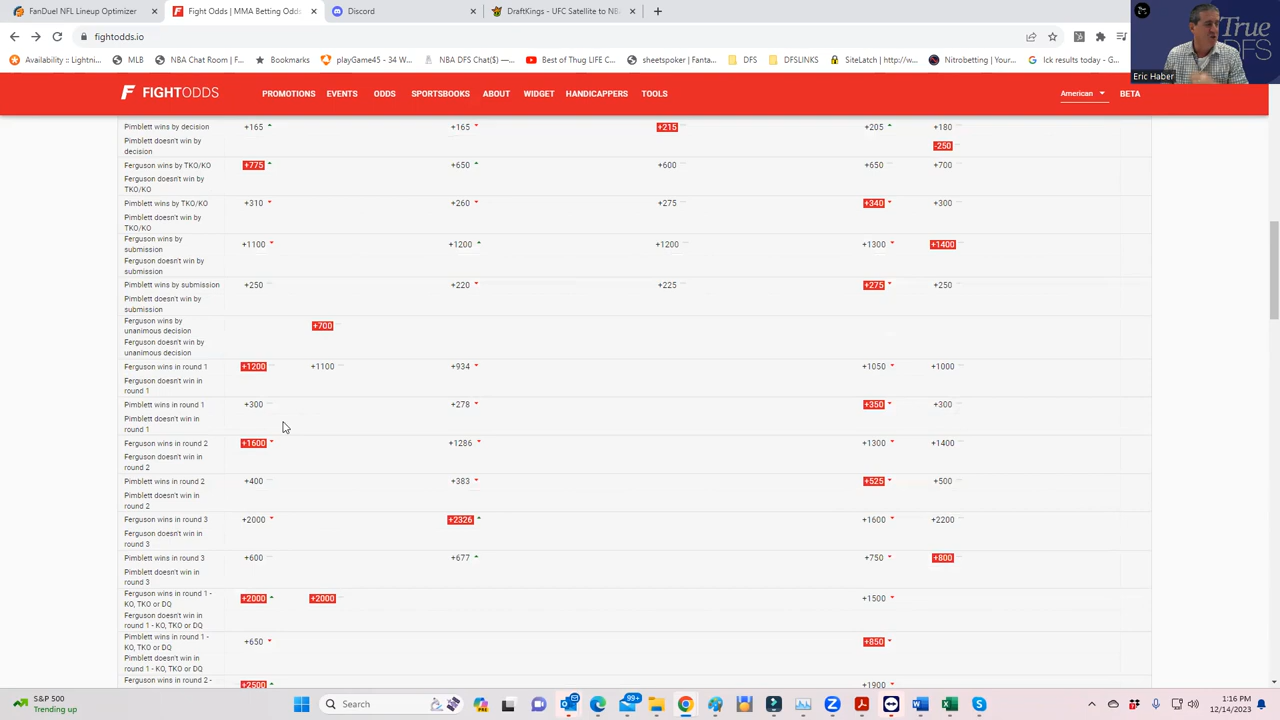 FanDuel NFL Lineup Optimizer
Fight Odds | MMA Betting Odds
Discord
DraftKings - UFC Satellite to NB
fightodds.io
Availability - Lightnin...
MLB
NBA Chat Room | F...
Bookmarks
playGame45 - 34 W...
NBA DFS Chat($) -...
Best of Thug LIFE C...
sheetspoker | Fanta...
DFS
DFSLINKS
SiteLatch | http://w...
Nitrobetting | Your...
Ick results today - G...
True
DFS
Eric Haber
FIGHTODDS PROMOTIONS EVENTS ODDS SPORTSBOOKS ABOUT WIDGET HANDICAPPERS TOOLS American BETA
Pimblett wins by decision +165 +165 +215 +205 +180
Pimblett doesn't win by
decision -250
Ferguson wins by TKO/KO +775 +650 +600 +650 +700
Ferguson doesn't win by
TKO/KO
Pimblett wins by TKO/KO +310 +260 +275 +340 +300
Pimblett doesn't win by
TKO/KO
Ferguson wins by
submission +1100 +1200 +1200 +1300 +1400
Ferguson doesn't win by
submission
Pimblett wins by submission +250 +220 +225 +275 +250
Pimblett doesn't win by
submission
Ferguson wins by
unanimous decision +700
Ferguson doesn't win by
unanimous decision
Ferguson wins in round 1 +1200 +1100 +934 +1050 +1000
Ferguson doesn't win in
round 1
Pimblett wins in round 1 +300 +278 +350 +300
Pimblett doesn't win in
round 1
Ferguson wins in round 2 +1600 +1286 +1300 +1400
Ferguson doesn't win in
round 2
Pimblett wins in round 2 +400 +383 +525 +500
Pimblett doesn't win in
round 2
Ferguson wins in round 3 +2000 +2326 +1600 +2200
Ferguson doesn't win in
round 3
Pimblett wins in round 3 +600 +677 +750 +800
Pimblett doesn't win in
round 3
Ferguson wins in round 1 -
KO, TKO or DQ +2000 +2000 +1500
Ferguson doesn't win in
round 1 - KO, TKO or DQ
Pimblett wins in round 1 -
KO, TKO or DQ +650 +850
Pimblett doesn't win in
round 1 - KO, TKO or DQ
Ferguson wins in round 2 - +2500 +1900
S&P 500
Trending up
Search
99+
1:16 PM
12/14/2023